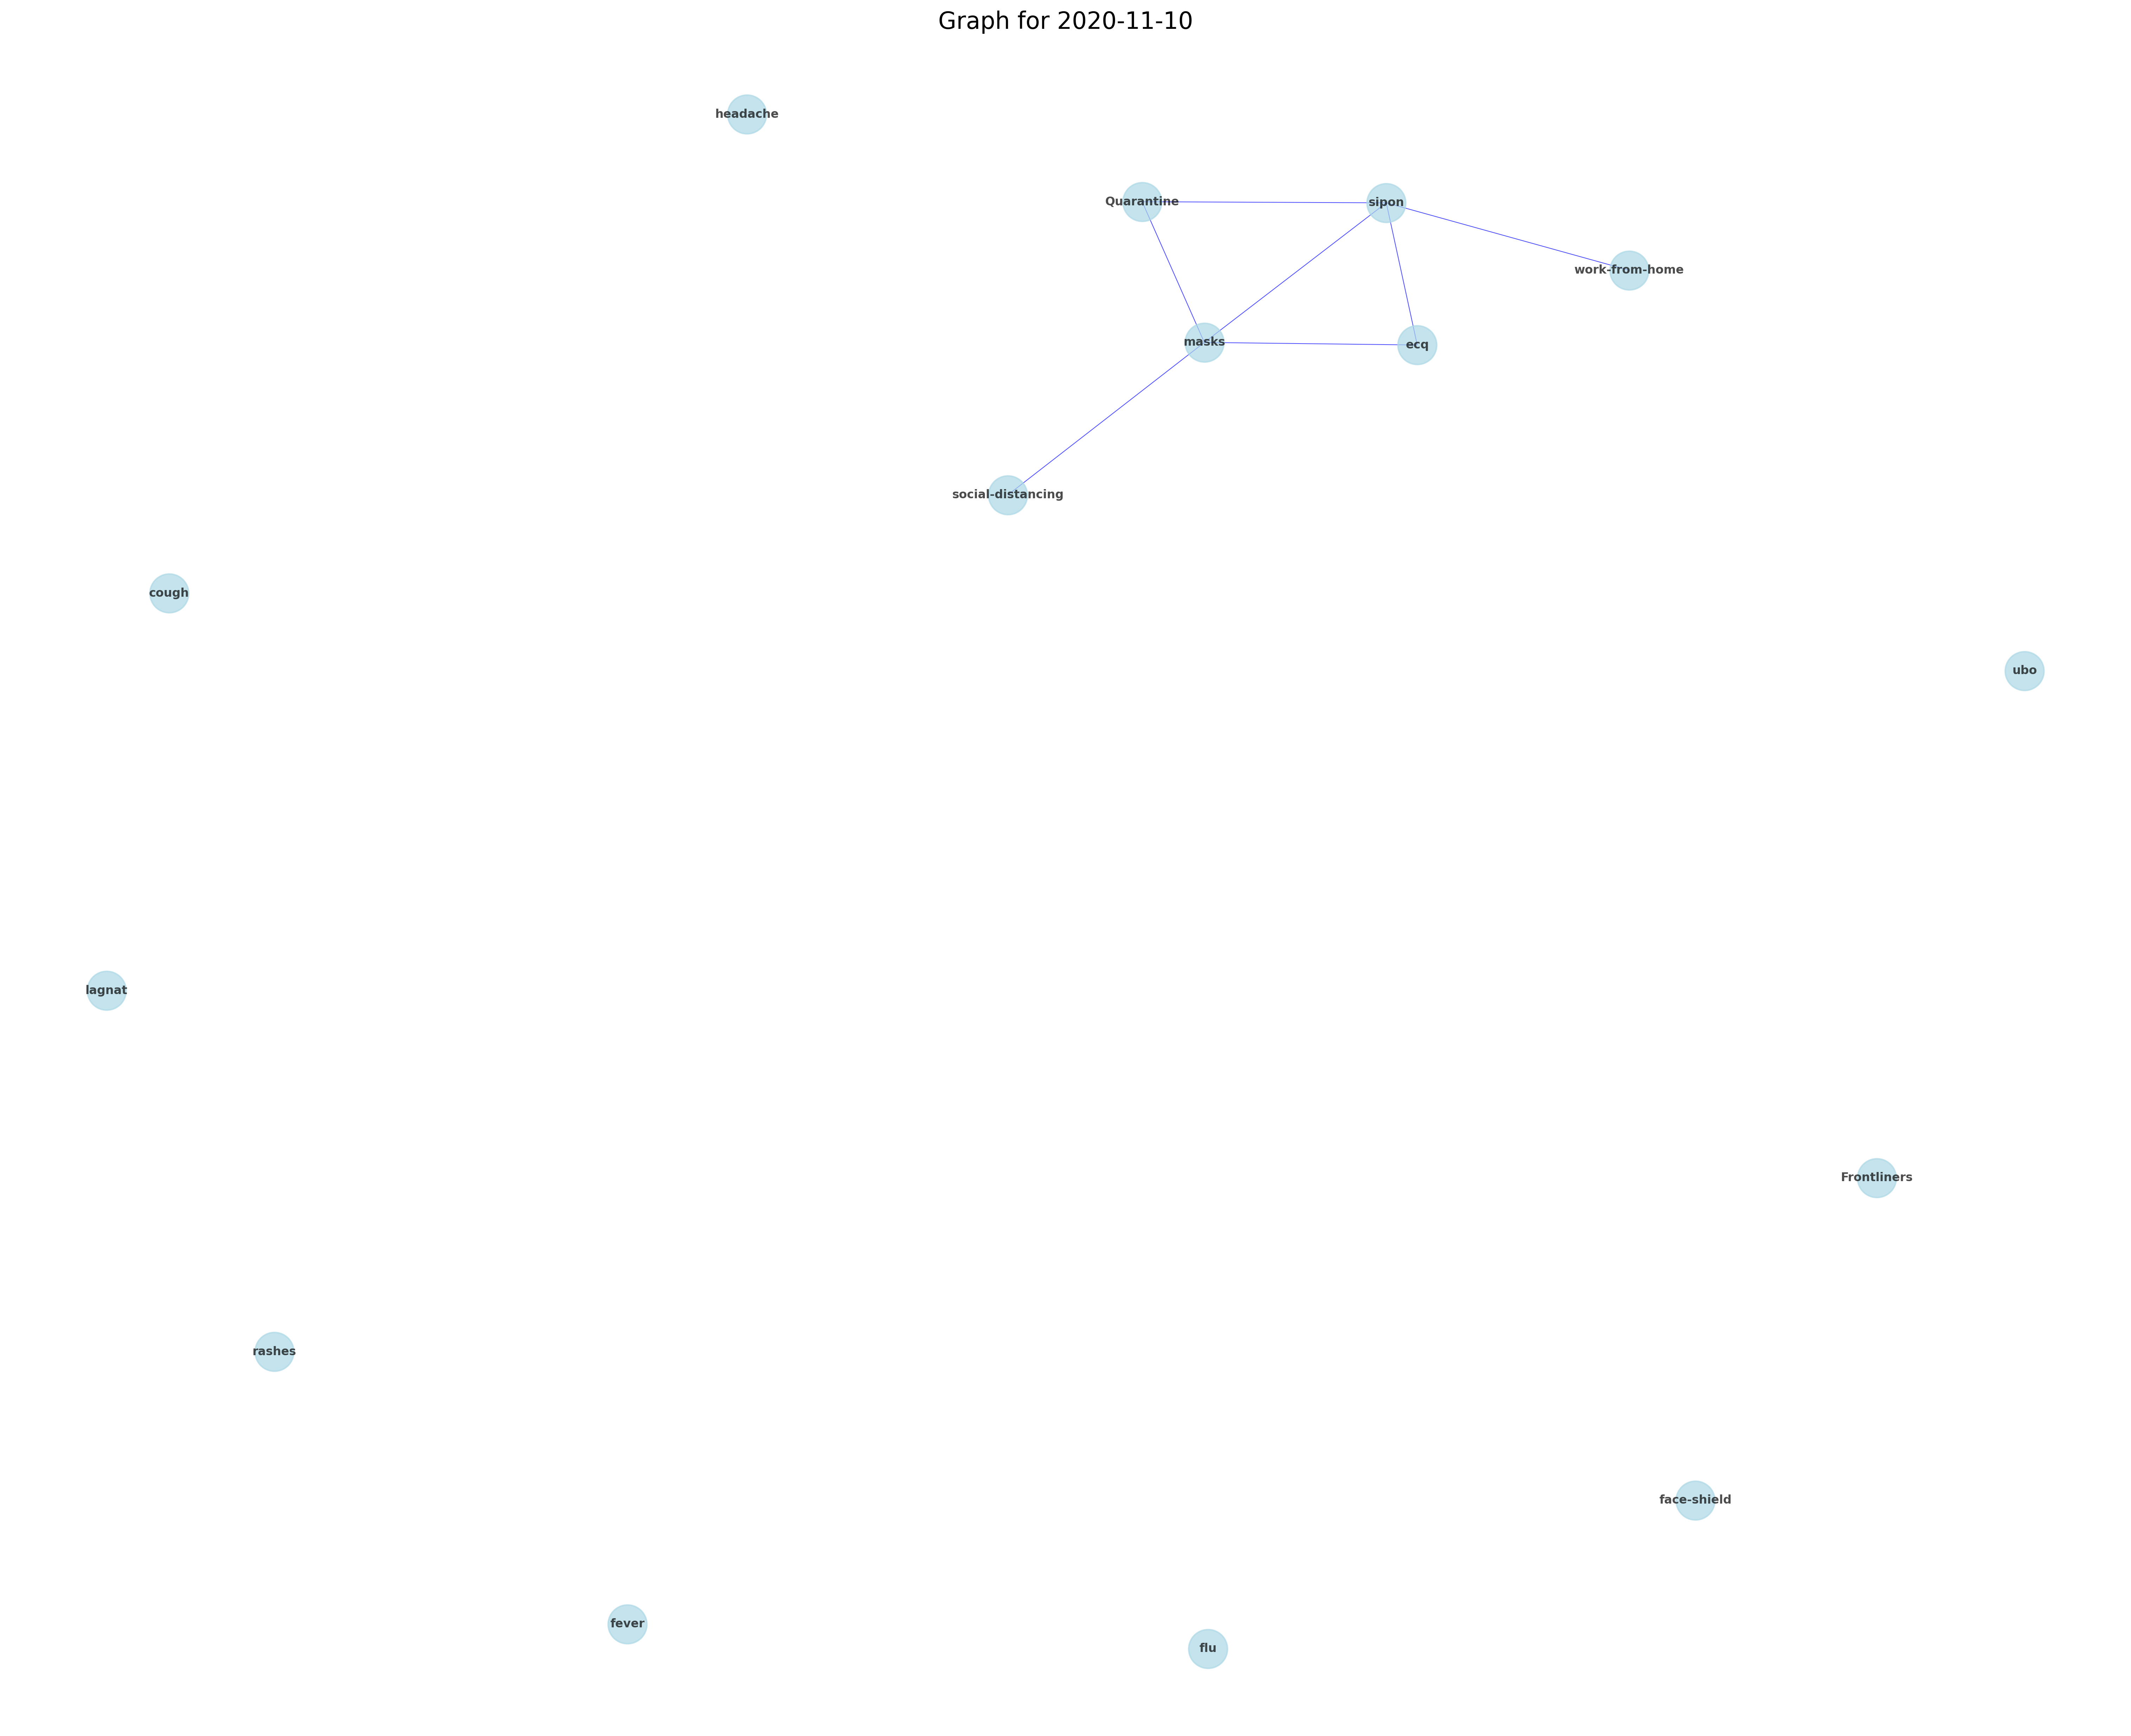 Graph for 2020-11-10
headache
Quarantine
sipon
work-from-home
masks
ecq
social-distancing
cough
ubo
lagnat
Frontliners
rashes
face-shield
fever
flu